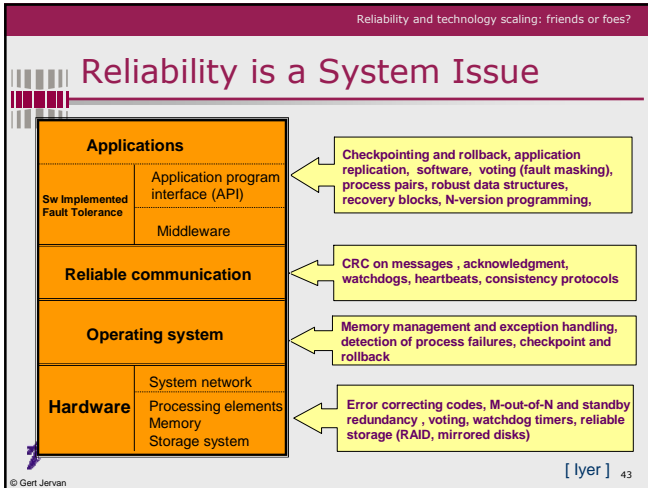 Reliability and technology scaling: friends or foes?
Reliability is a System Issue
Applications
Sw Implemented
Fault Tolerance
Application program
interface (API)
Middleware
Checkpointing and rollback, application
replication, software, voting (fault masking),
process pairs, robust data structures,
recovery blocks, N-version programming,
Reliable communication
CRC on messages , acknowledgment,
watchdogs, heartbeats, consistency protocols
Operating system
Memory management and exception handling,
detection of process failures, checkpoint and
rollback
Hardware
System network
Processing elements
Memory
Storage system
Error correcting codes, M-out-of-N and standby
redundancy , voting, watchdog timers, reliable
storage (RAID, mirrored disks)
[ Iyer ] 43
© Gert Jervan